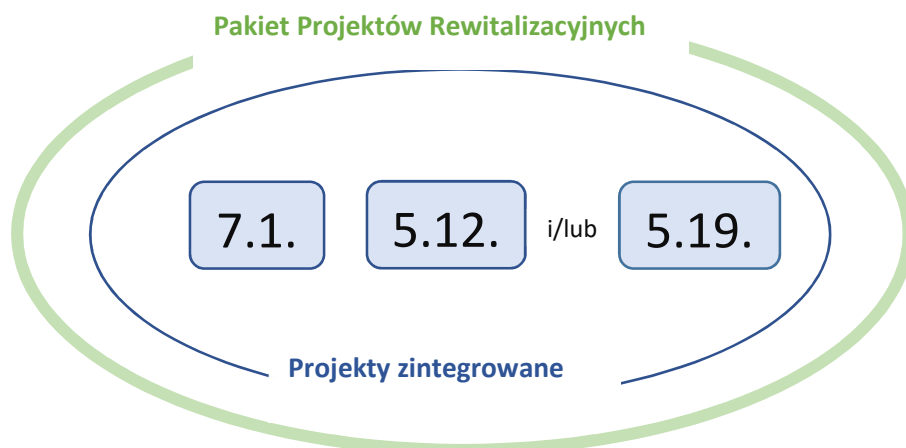 Pakiet Projektów Rewitalizacyjnych
7.1. 5.12. i/lub 5.19.
Projekty zintegrowane